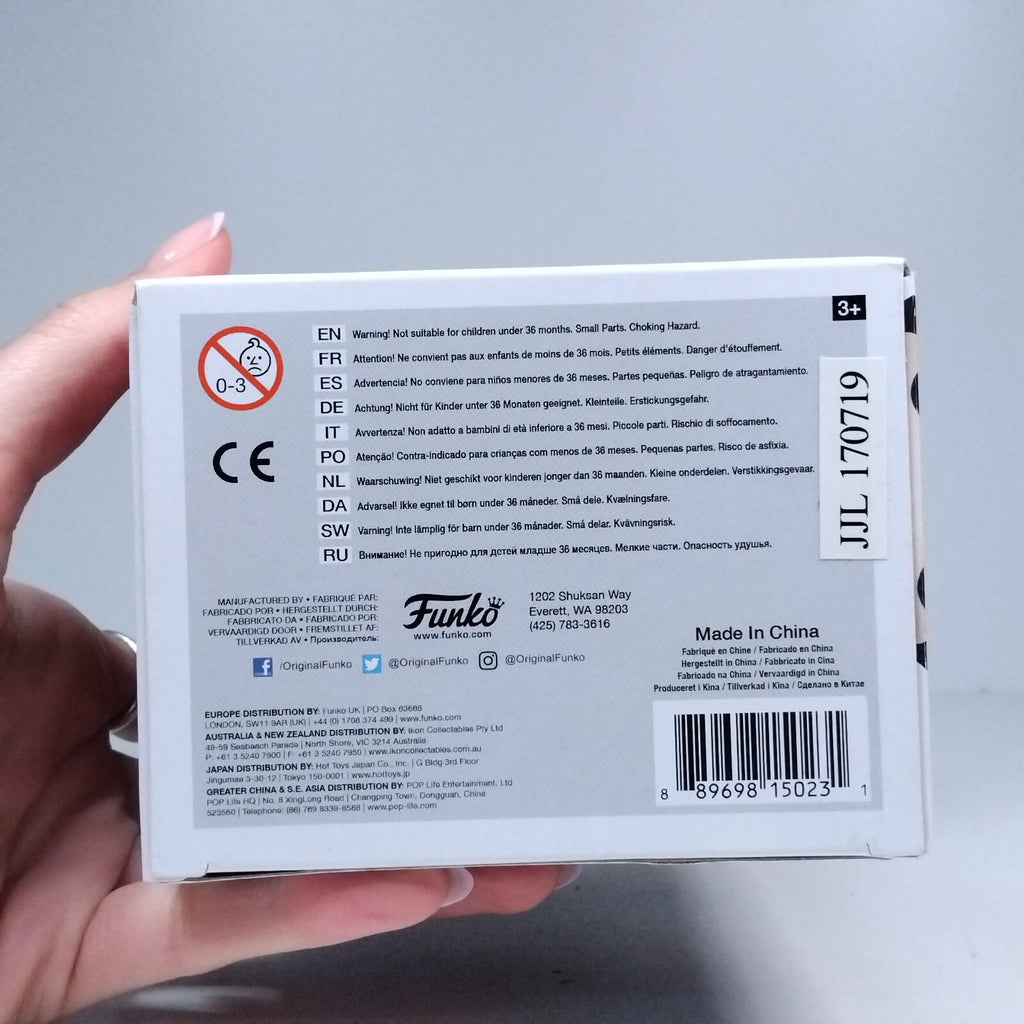 3+
0-3
EN Warning! Not suitable for children under 36 months. Small Parts. Choking Hazard.
FR Attention! Ne convient pas aux enfants de moins de 36 mois. Petits éléments. Danger d'étouffement.
ES Advertencia! No conviene para niños menores de 36 meses. Partes pequeñas. Peligro de atragantamiento.
DE Achtung! Nicht für Kinder unter 36 Monaten geeignet. Kleinteile. Erstickungsgefahr.
IT Avvertenza! Non adatto a bambini di età inferiore a 36 mesi. Piccole parti. Rischio di soffocamento.
PO Atenção! Contra-indicado para crianças com menos de 36 meses. Pequenas partes. Risco de asfixia.
NL Waarschuwing! Niet geschikt voor kinderen jonger dan 36 maanden. Kleine onderdelen. Verstikkingsgevaar.
DA Advarsel! Ikke egnet til børn under 36 måneder. Små dele. Kvælningsfare.
SW Varning! Inte lämplig för barn under 36 månader. Små delar. Kvävningsrisk.
RU Внимание! Не пригодно для детей младше 36 месяцев. Мелкие части. Опасность удушья.
CE
JJL 170719
MANUFACTURED BY • FABRIQUÉ PAR:
FABRICADO POR • HERGESTELLT DURCH:
FABBRICATO DA • FABRICADO POR:
VERVAARDIGD DOOR • FREMSTILLET AF:
TILLVERKAD AV • Производитель:
Funko
www.funko.com
1202 Shuksan Way
Everett, WA 98203
(425) 783-3616
/OriginalFunko @OriginalFunko @OriginalFunko
Made In China
Fabriqué en Chine / Fabricado en China
Hergestellt in China / Fabbricato in Cina
Fabricado na China / Vervaardigd in China
Produceret i Kina / Tillverkad i Kina / Сделано в Китае
EUROPE DISTRIBUTION BY: Funko UK | PO Box 63668
LONDON, SW11 9AR (UK) | +44 (0) 1708 374 499 | www.funko.com
AUSTRALIA & NEW ZEALAND DISTRIBUTION BY: Ikon Collectables Pty Ltd
49-59 Seabeach Parade | North Shore, VIC 3214 Australia
P: +61 3 5240 7900 | F: +61 3 5240 7950 | www.ikoncollectables.com.au
JAPAN DISTRIBUTION BY: Hot Toys Japan Co., Inc. | G Bldg 3rd Floor
Jingumae 3-30-12 | Tokyo 150-0001 | www.hottoys.jp
GREATER CHINA & S.E. ASIA DISTRIBUTION BY: POP Life Entertainment, Ltd
POP Life HQ | No. 8 XingLong Road | Changping Town, Dongguan, China
523560 | Telephone: (86) 769 8339-8588 | www.pop-life.com
8 89698 15023 1